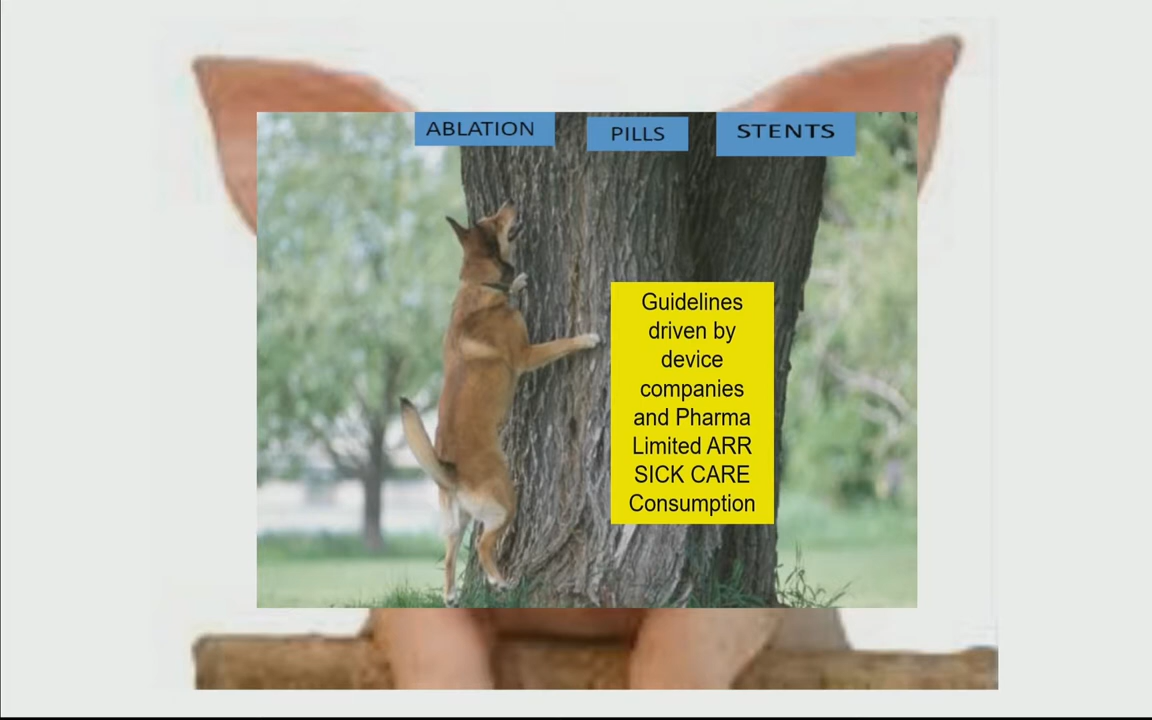 ABLATION
PILLS
STENTS
Guidelines
driven by
device
companies
and Pharma
Limited ARR
SICK CARE
Consumption